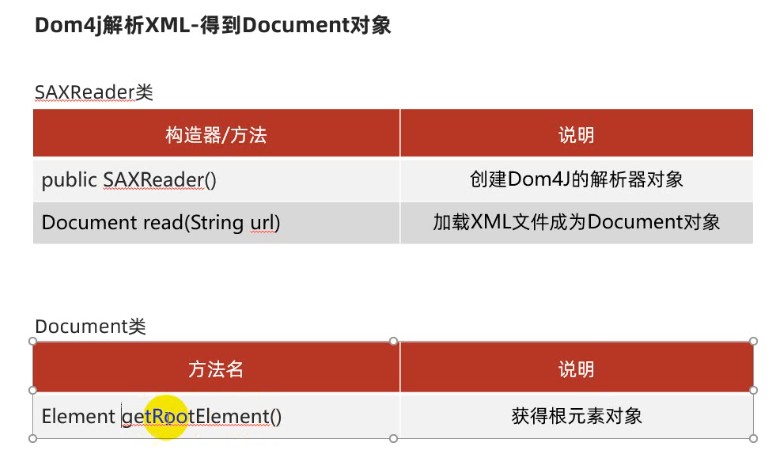 Dom4j解析XML-得到Document对象
SAXReader类
构造器/方法 说明
public SAXReader() 创建Dom4J的解析器对象
Document read(String url) 加载XML文件成为Document对象
Document类
方法名 说明
Element getRootElement() 获得根元素对象